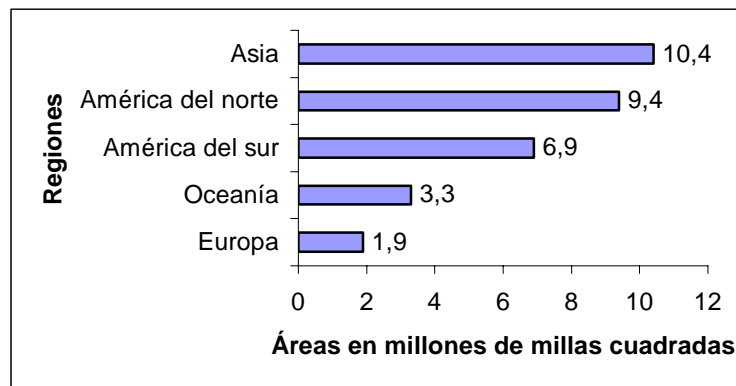 Regiones
Asia 10,4
América del norte 9,4
América del sur 6,9
Oceanía 3,3
Europa 1,9
0 2 4 6 8 10 12
Áreas en millones de millas cuadradas